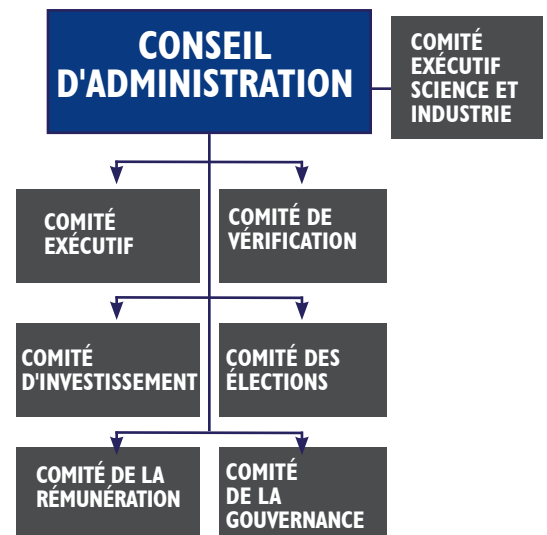 CONSEIL
D'ADMINISTRATION
COMITÉ
EXÉCUTIF
SCIENCE ET
INDUSTRIE
COMITÉ
EXÉCUTIF
COMITÉ DE
VÉRIFICATION
COMITÉ
D'INVESTISSEMENT
COMITÉ DES
ÉLECTIONS
COMITÉ DE LA
RÉMUNÉRATION
COMITÉ
DE LA
GOUVERNANCE